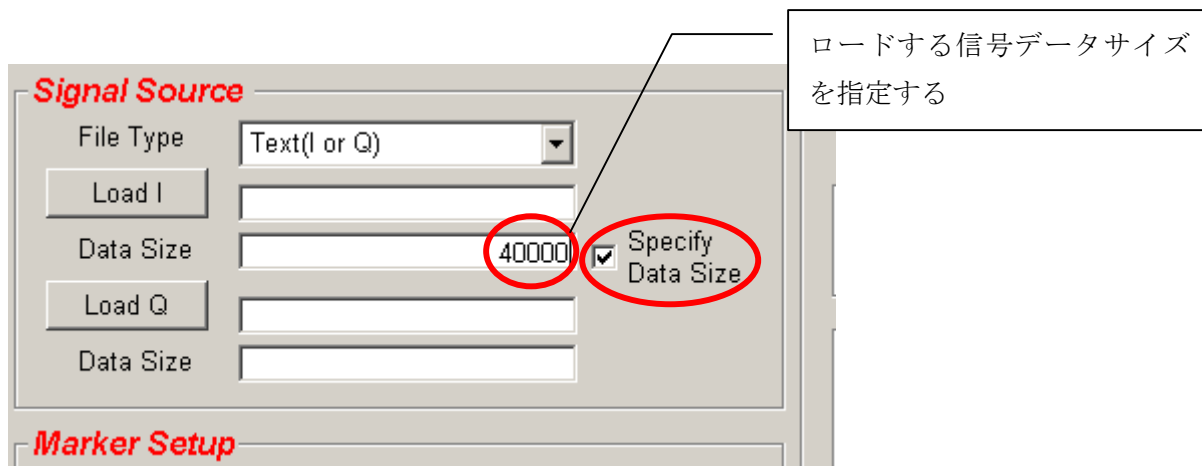 ロードする信号データサイズ
を指定する
Signal Source
File Type Text(I or Q)
Load I
Data Size 40000 Specify
Data Size
Load Q
Data Size
Marker Setup